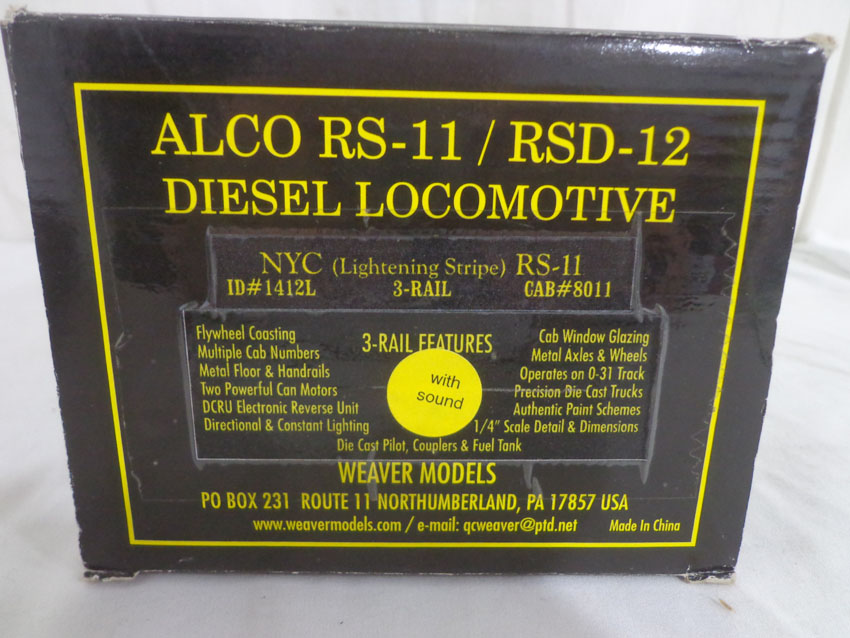 ALCO RS-11 / RSD-12
DIESEL LOCOMOTIVE
NYC (Lightening Stripe) RS-11
ID#1412L 3-RAIL CAB#8011
3-RAIL FEATURES
Flywheel Coasting
Multiple Cab Numbers
Metal Floor & Handrails
Two Powerful Can Motors
DCRU Electronic Reverse Unit
Directional & Constant Lighting
with
sound
Cab Window Glazing
Metal Axles & Wheels
Operates on 0-31 Track
Precision Die Cast Trucks
Authentic Paint Schemes
1/4" Scale Detail & Dimensions
Die Cast Pilot, Couplers & Fuel Tank
WEAVER MODELS
PO BOX 231 ROUTE 11 NORTHUMBERLAND, PA 17857 USA
www.weavermodels.com / e-mail: qcweaver@ptd.net Made In China